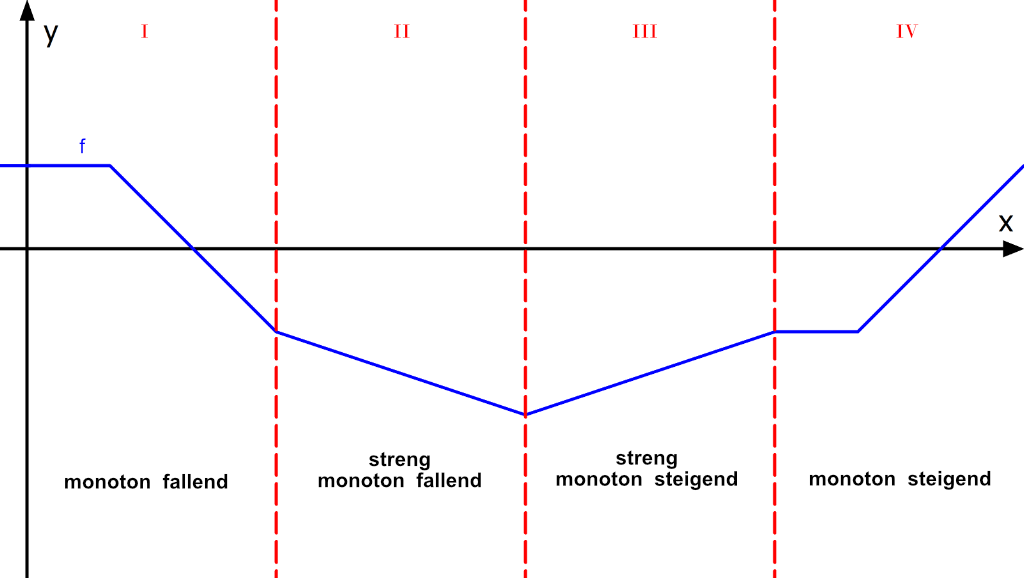 y
I
II
III
IV
f
x
monoton fallend
streng
monoton fallend
streng
monoton steigend
monoton steigend